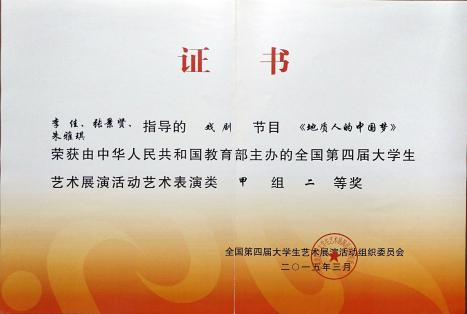 证书
李佳、张景贤、
朱雅琪 指导的 戏剧 节目 《地质人的中国梦》
荣获由中华人民共和国教育部主办的全国第四届大学生
艺术展演活动艺术表演类 甲 组 二 等奖
全国第四届大学生艺术展演活动组织委员会
二〇一五年三月